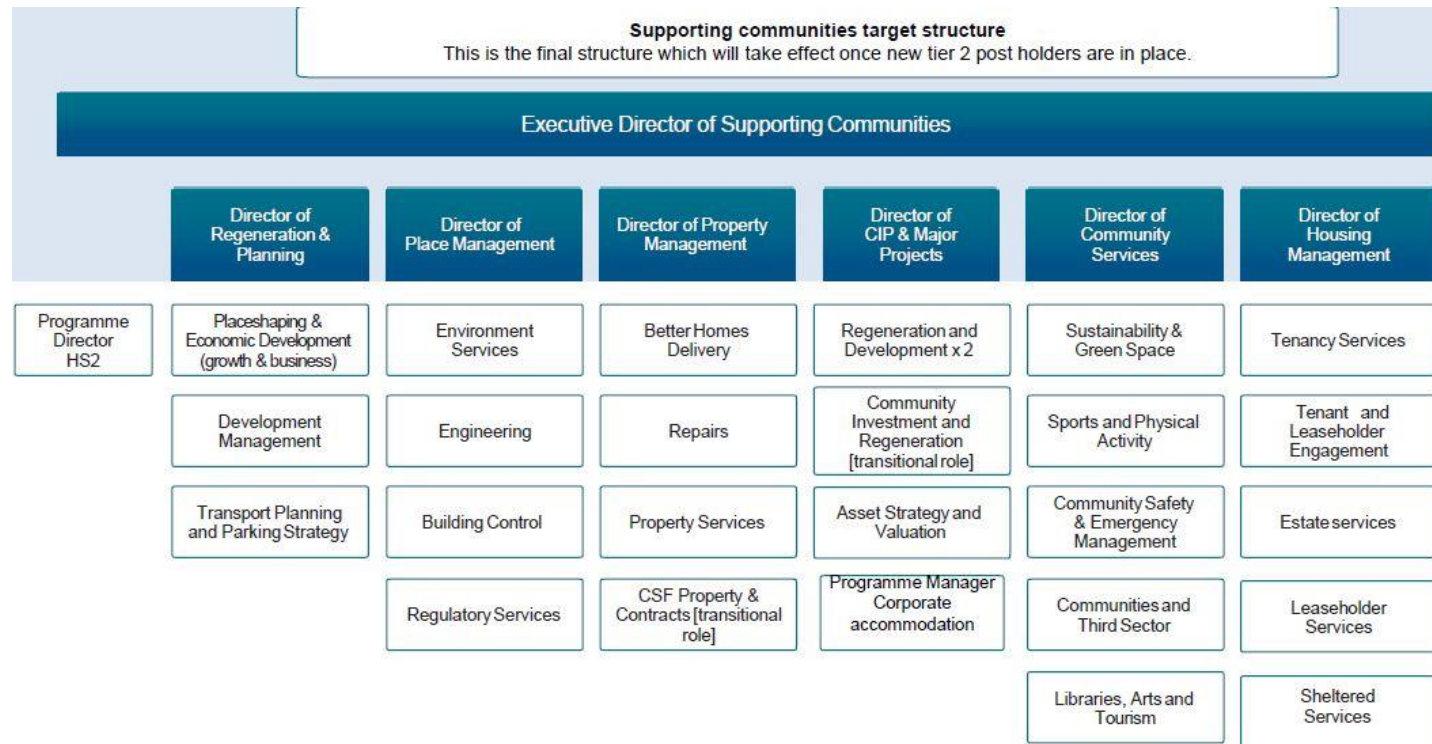 Supporting communities target structure
This is the final structure which will take effect once new tier 2 post holders are in place.
Executive Director of Supporting Communities
Director of
Regeneration &
Planning
Director of
Place Management
Director of Property
Management
Director of
CIP & Major
Projects
Director of
Community
Services
Director of
Housing
Management
Programme
Director
HS2
Placeshaping &
Economic Development
(growth & business)
Environment
Services
Better Homes
Delivery
Regeneration and
Development x 2
Sustainability &
Green Space
Tenancy Services
Development
Management
Engineering
Repairs
Community
Investment and
Regeneration
[transitional role]
Sports and Physical
Activity
Tenant and
Leaseholder
Engagement
Transport Planning
and Parking Strategy
Building Control
Property Services
Asset Strategy and
Valuation
Community Safety
& Emergency
Management
Estate services
Regulatory Services
CSF Property &
Contracts [transitional
role]
Programme Manager
Corporate
accommodation
Communities and
Third Sector
Leaseholder
Services
Libraries, Arts and
Tourism
Sheltered
Services